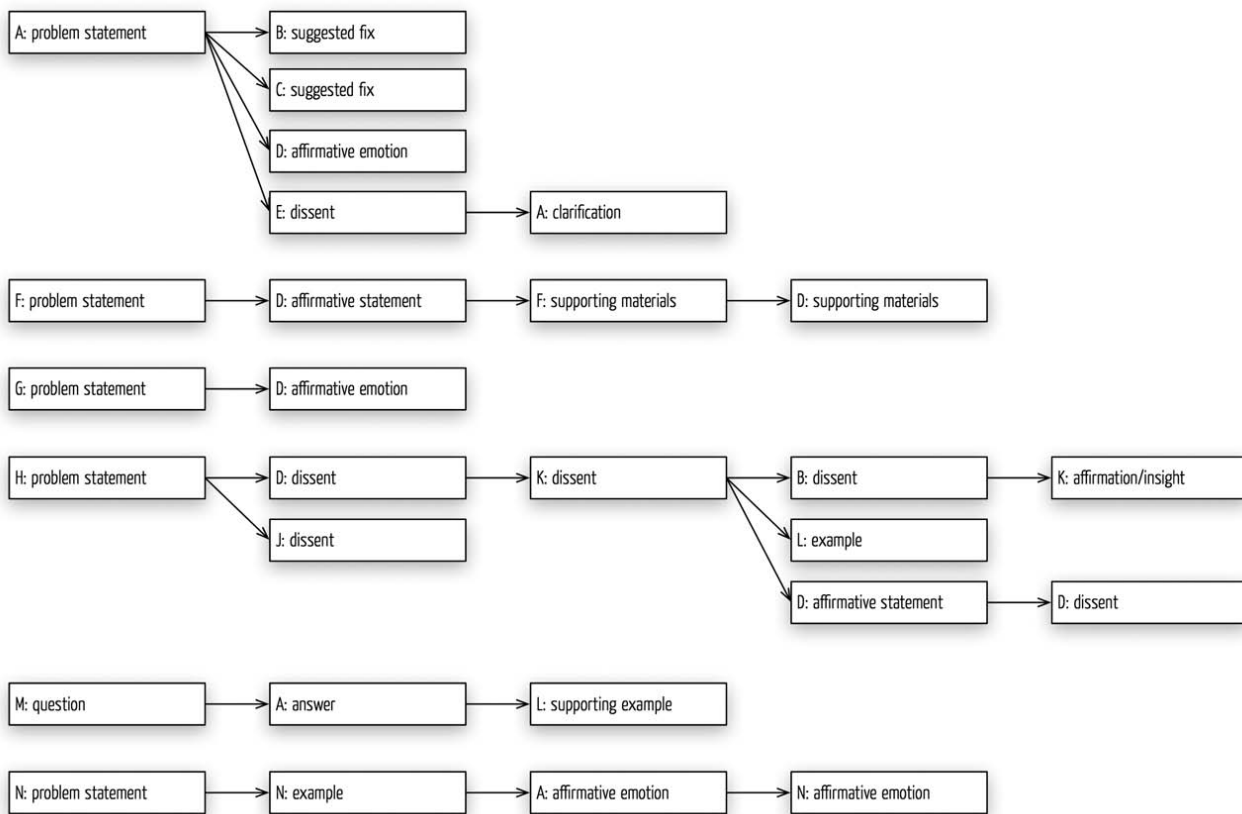 A: problem statement
B: suggested fix
C: suggested fix
D: affirmative emotion
E: dissent
A: clarification
F: problem statement
D: affirmative statement
F: supporting materials
D: supporting materials
G: problem statement
D: affirmative emotion
H: problem statement
D: dissent
K: dissent
B: dissent
K: affirmation/insight
J: dissent
L: example
D: affirmative statement
D: dissent
M: question
A: answer
L: supporting example
N: problem statement
N: example
A: affirmative emotion
N: affirmative emotion